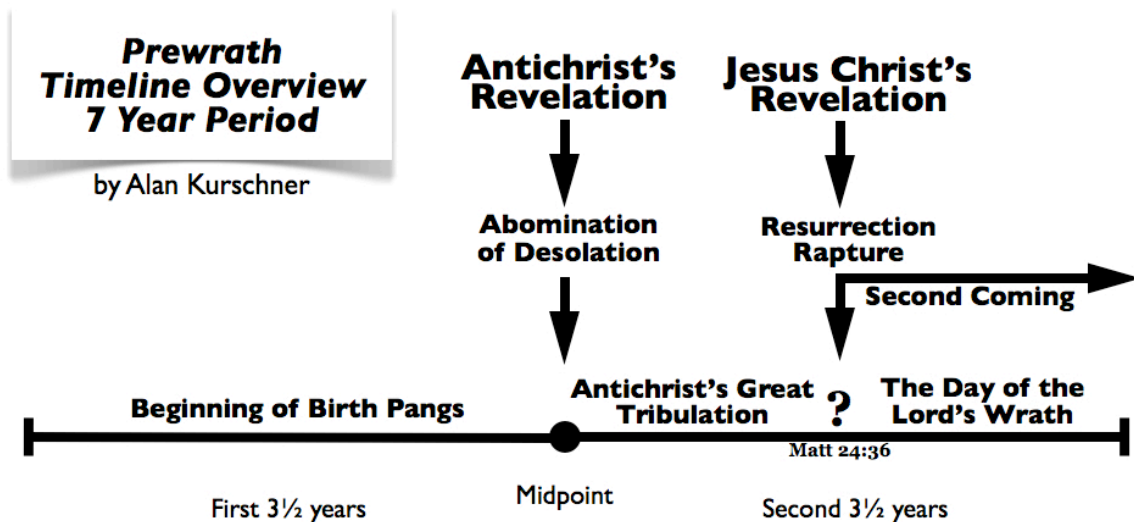 Prewrath
Timeline Overview
7 Year Period
by Alan Kurschner
Antichrist’s
Revelation
Jesus Christ’s
Revelation
Abomination
of Desolation
Resurrection
Rapture
Second Coming
Beginning of Birth Pangs
Antichrist’s Great
Tribulation
?
The Day of the
Lord’s Wrath
Matt 24:36
First 3½ years
Midpoint
Second 3½ years